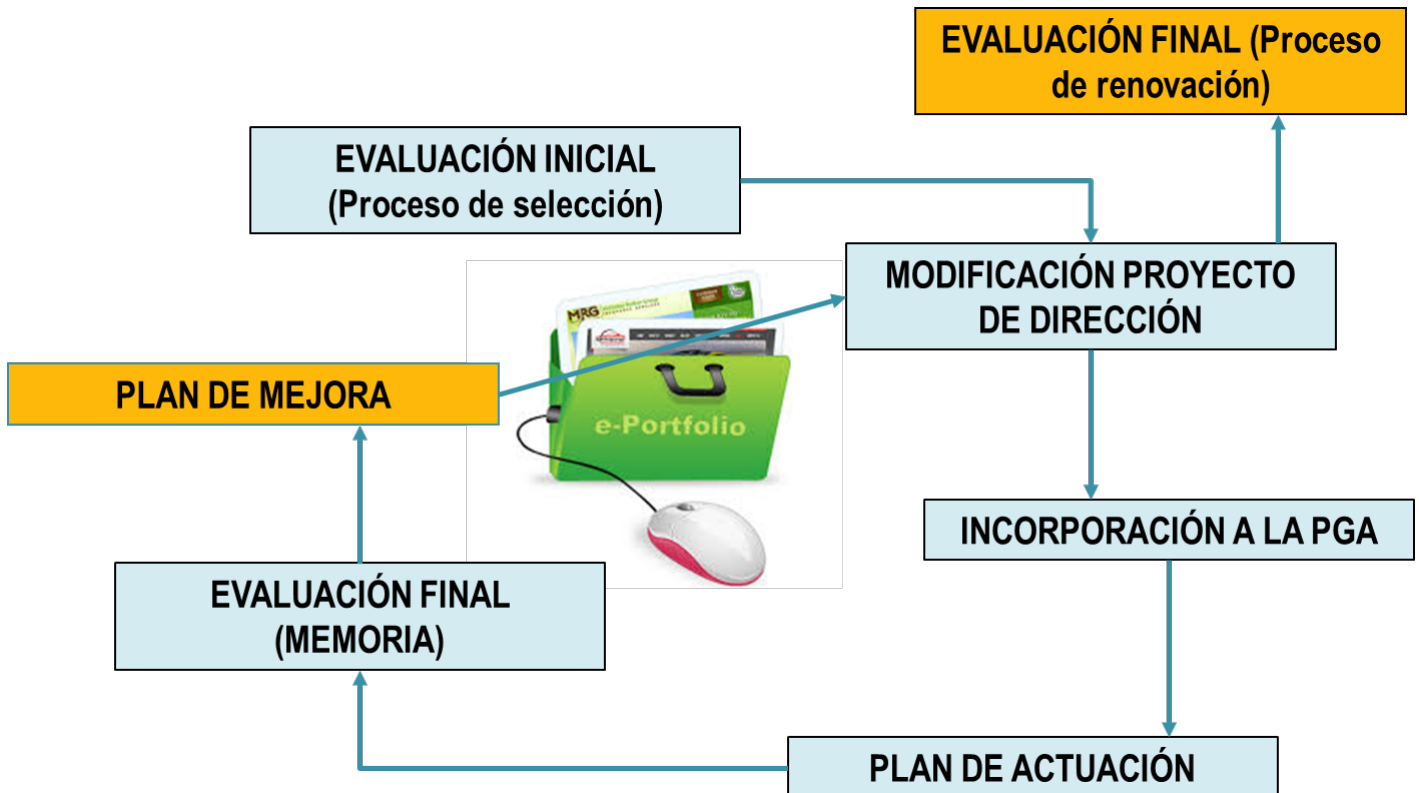 EVALUACIÓN FINAL (Proceso
de renovación)
EVALUACIÓN INICIAL
(Proceso de selección)
MODIFICACIÓN PROYECTO
DE DIRECCIÓN
MRG
PLAN DE MEJORA
e-Portfolio
INCORPORACIÓN A LA PGA
EVALUACIÓN FINAL
(MEMORIA)
PLAN DE ACTUACIÓN